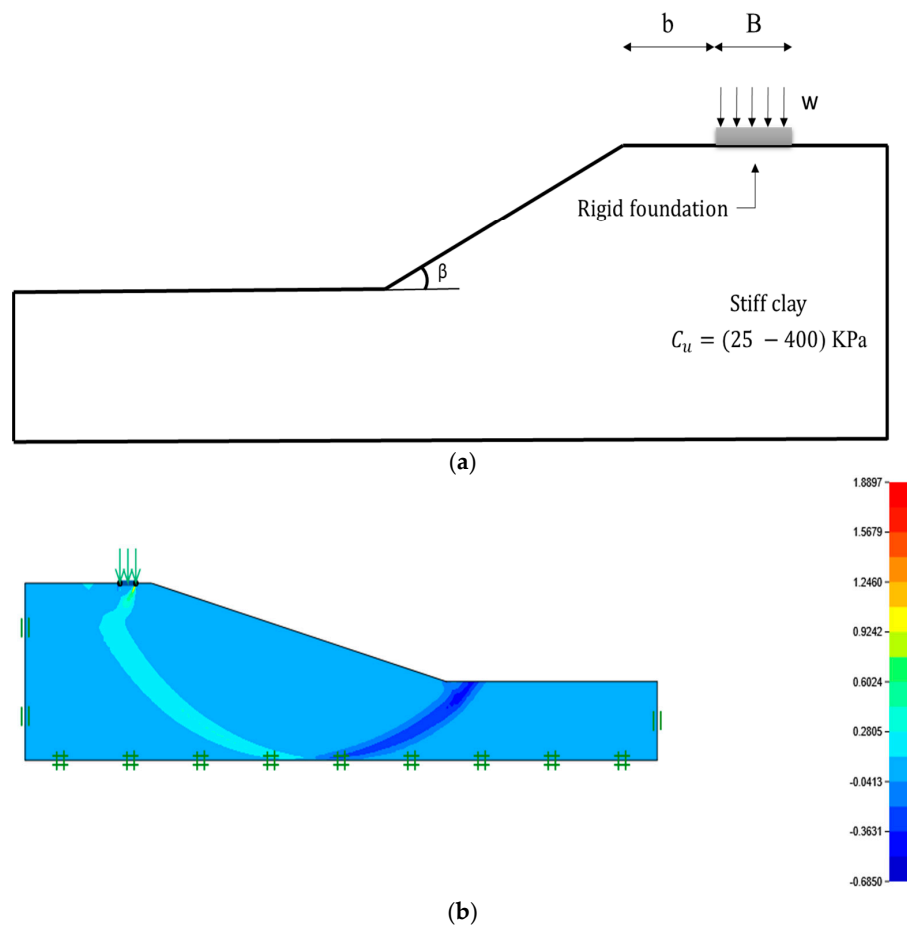 b B
w
Rigid foundation
β
Stiff clay
C_u = (25 − 400) KPa
(a)
1.8897
1.5679
1.2460
0.9242
0.6024
0.2805
-0.0413
-0.3631
-0.6850
(b)